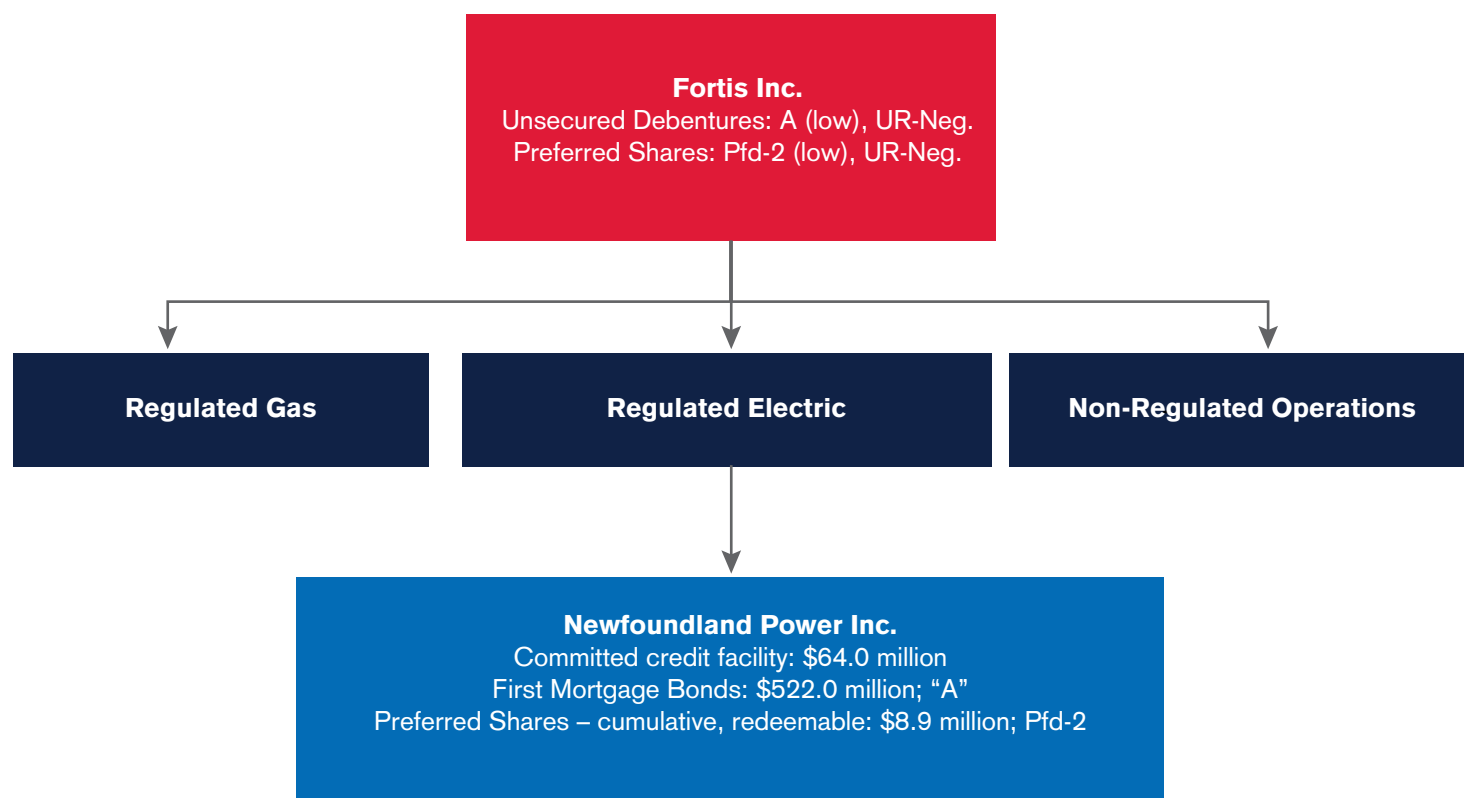 Fortis Inc.
Unsecured Debentures: A (low), UR-Neg.
Preferred Shares: Pfd-2 (low), UR-Neg.
Regulated Gas
Regulated Electric
Non-Regulated Operations
Newfoundland Power Inc.
Committed credit facility: $64.0 million
First Mortgage Bonds: $522.0 million; “A”
Preferred Shares – cumulative, redeemable: $8.9 million; Pfd-2